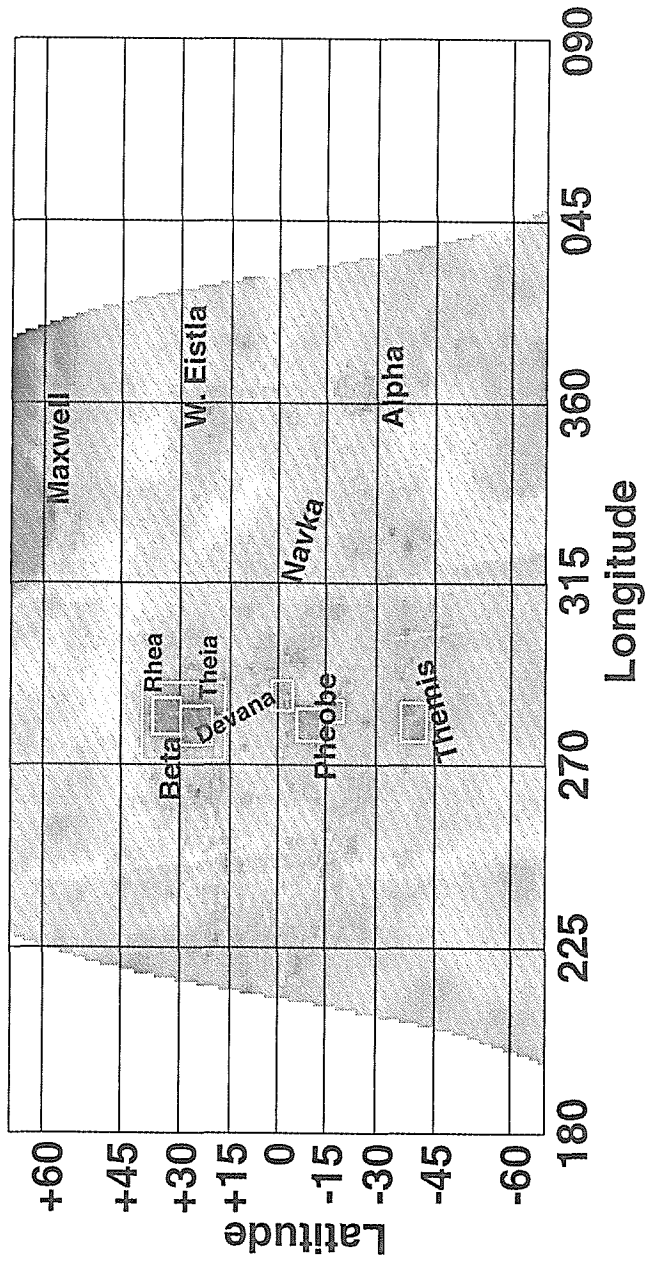 Maxwell
W. Eistla
Alpha
Navka
Rhea
Theia
Beta
Devana
Pheobe
Themis
+60
+45
+30
+15
0
-15
-30
-45
-60
Latitude
180
225
270
315
360
045
090
Longitude